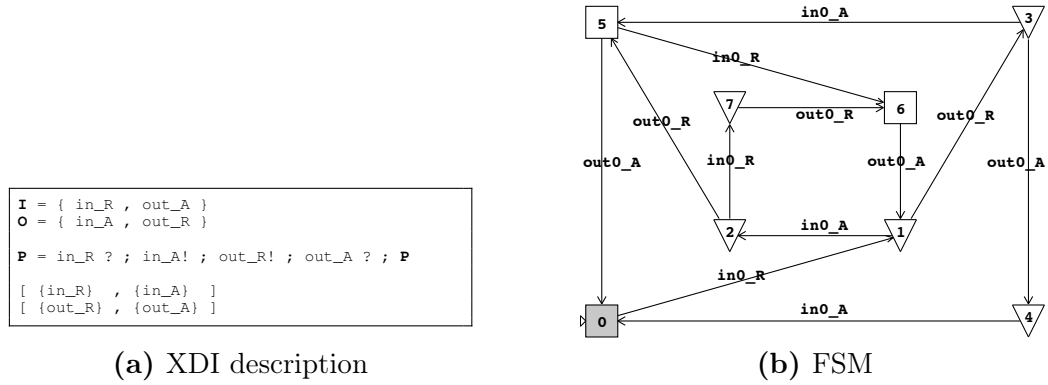 I = { in_R , out_A }
O = { in_A , out_R }
P = in_R ? ; in_A! ; out_R! ; out_A ? ; P
[ {in_R} , {in_A} ]
[ {out_R} , {out_A} ]
(a) XDI description
5
in0_A
3
in0_R
7
out0_R
6
out0_R
out0_R
out0_A
in0_R
out0_A
out0_A
2
in0_A
1
in0_R
0
in0_A
4
(b) FSM